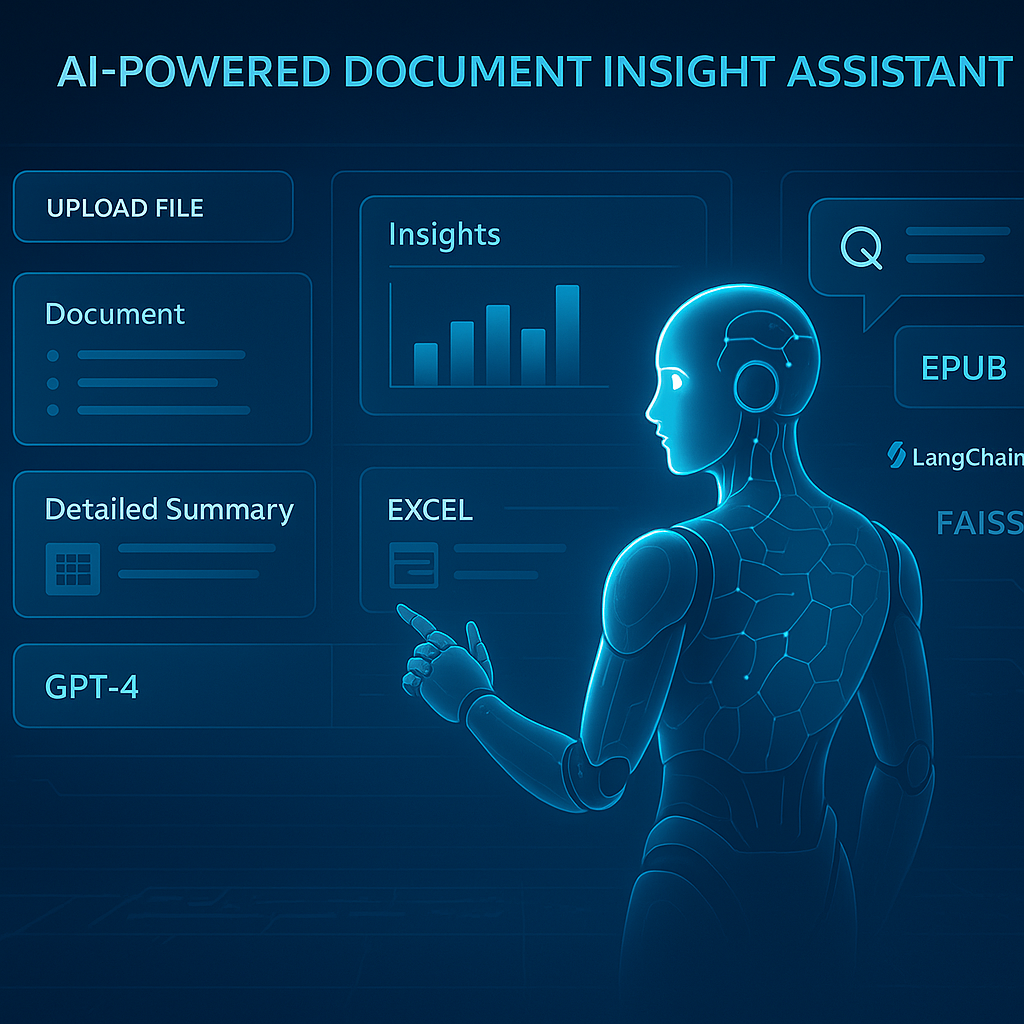 AI-POWERED DOCUMENT INSIGHT ASSISTANT
UPLOAD FILE
Document
Detailed Summary
GPT-4
Insights
EXCEL
Q
EPUB
LangChain
FAISS